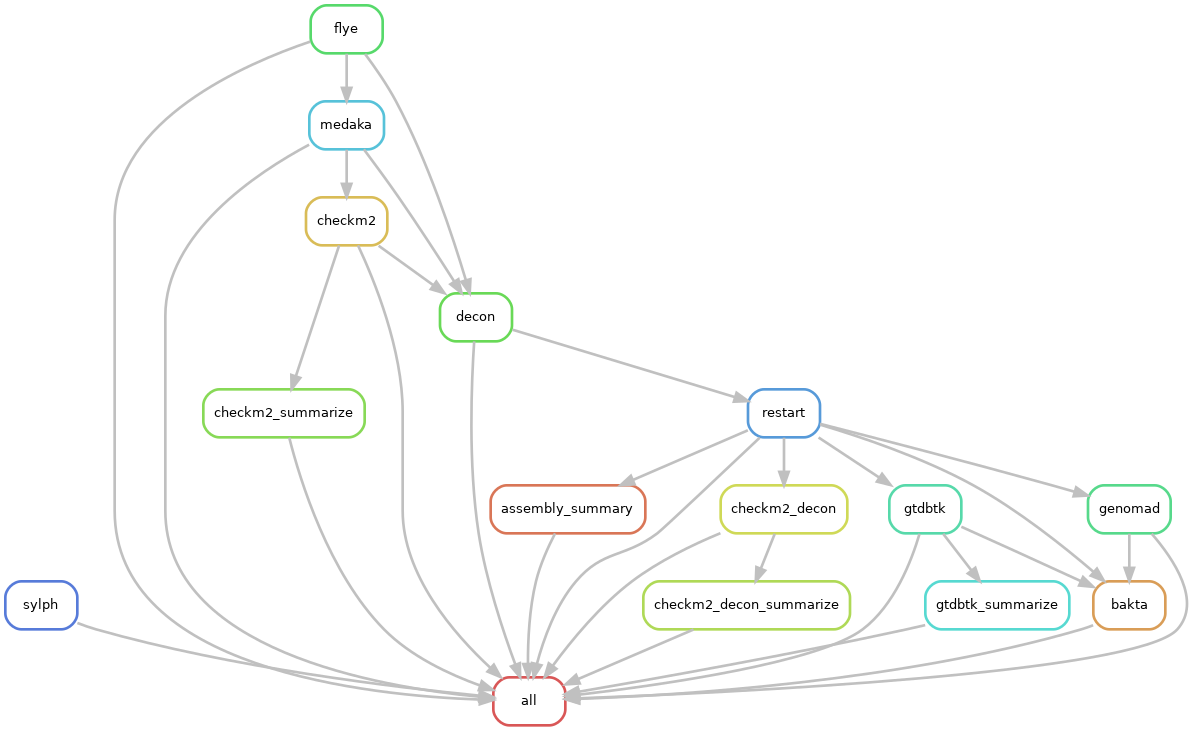 flye
medaka
checkm2
decon
checkm2_summarize
restart
assembly_summary
checkm2_decon
gtdbtk
genomad
sylph
checkm2_decon_summarize
gtdbtk_summarize
bakta
all